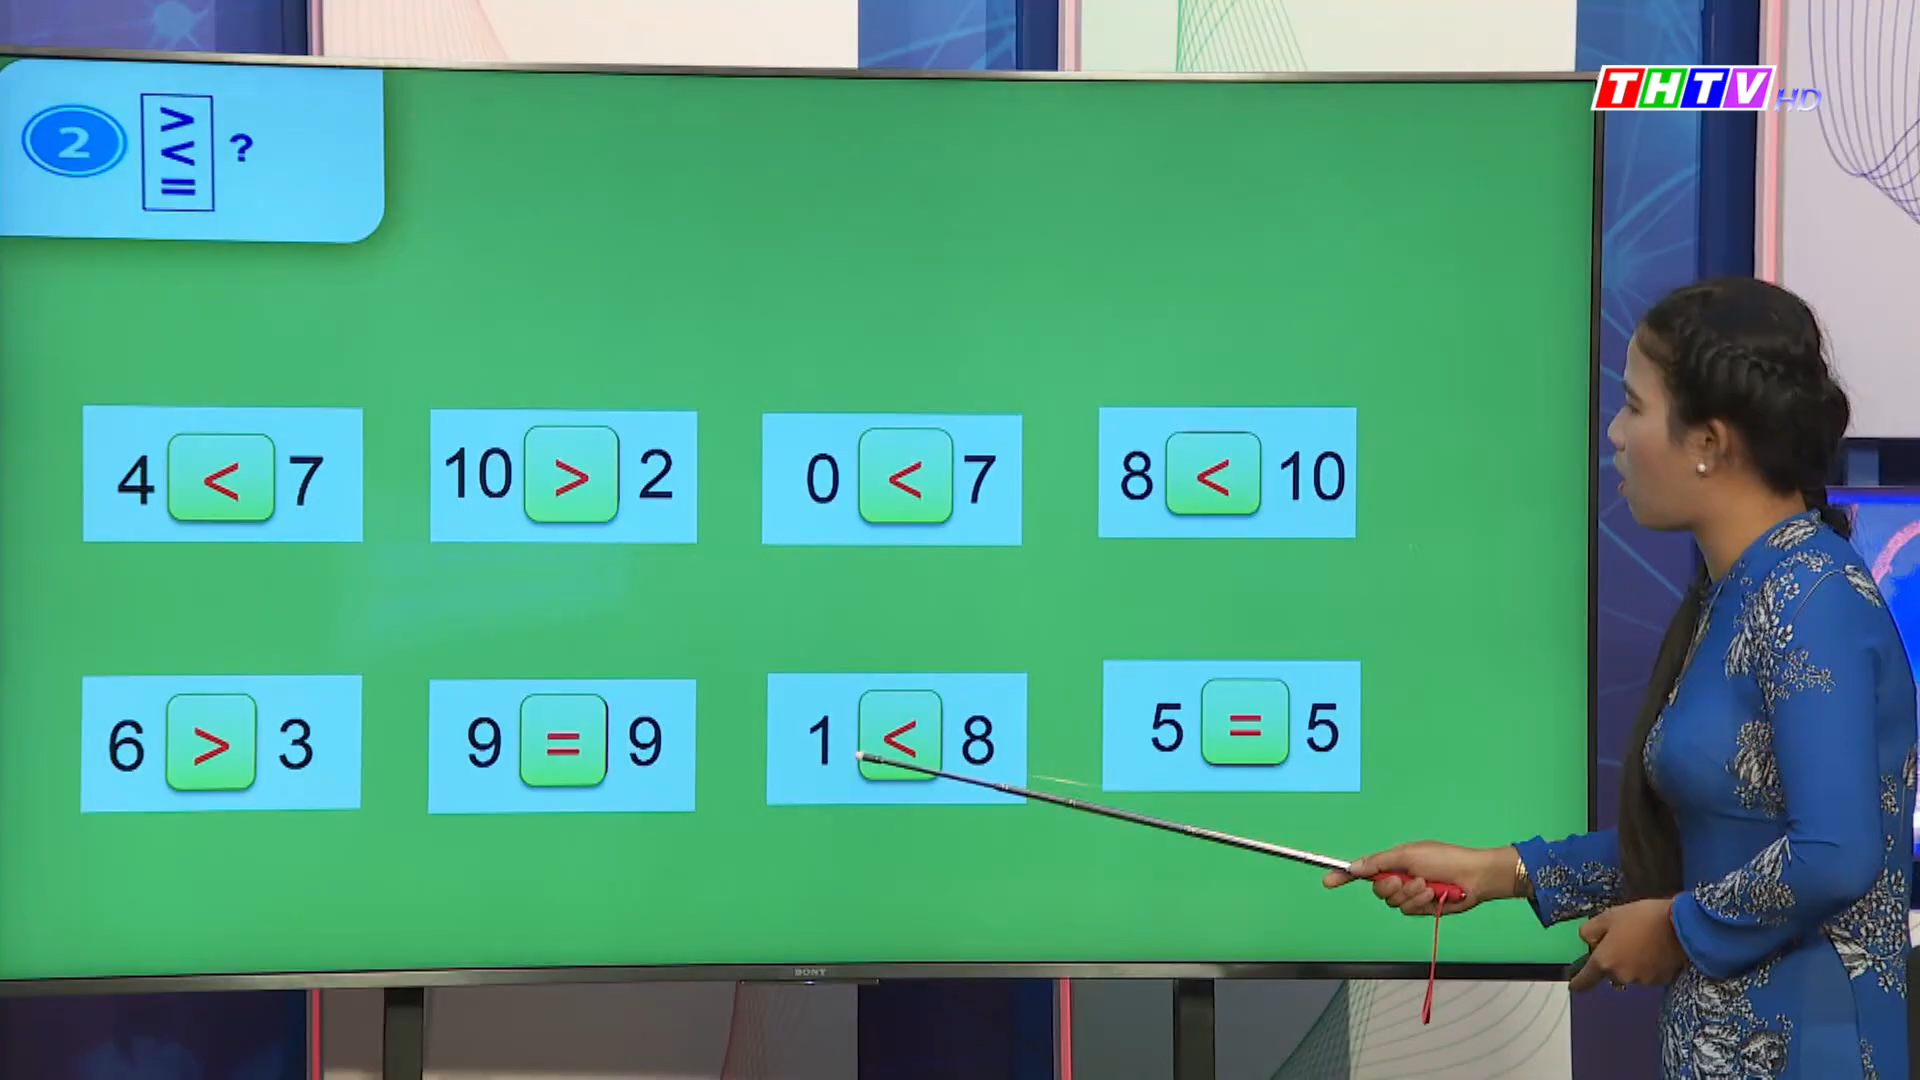 2 > < = ?
THTV HD
4 < 7
10 > 2
0 < 7
8 < 10
6 > 3
9 = 9
1 < 8
5 = 5
SONY